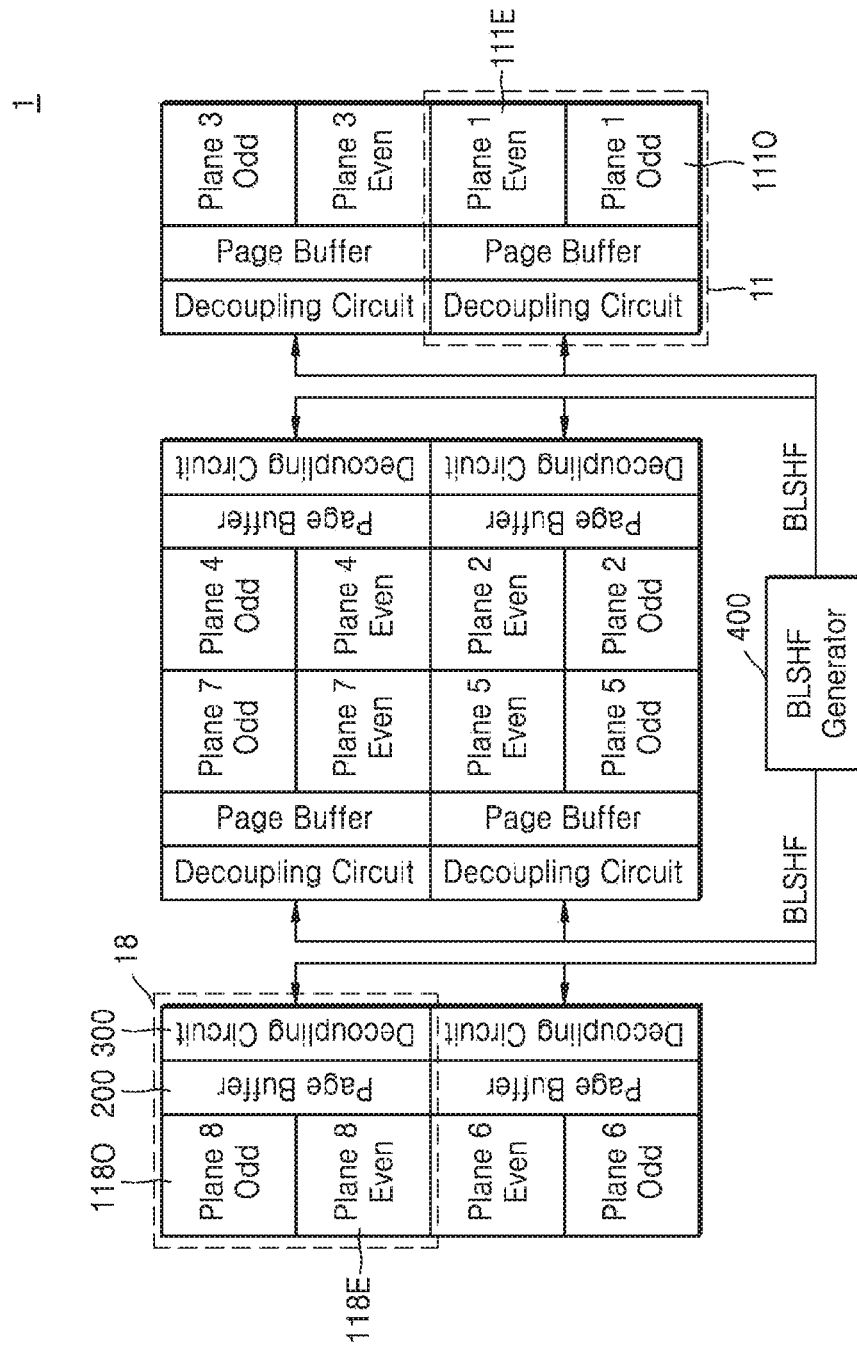 1
18
118O
200
300
118E
Plane 8
Odd
Plane 8
Even
Plane 6
Even
Plane 6
Odd
Page Buffer
Page Buffer
Decoupling Circuit
Decoupling Circuit
Decoupling Circuit
Decoupling Circuit
Page Buffer
Page Buffer
Plane 7
Odd
Plane 7
Even
Plane 5
Even
Plane 5
Odd
Plane 4
Odd
Plane 4
Even
Plane 2
Even
Plane 2
Odd
Page Buffer
Page Buffer
Decoupling Circuit
Decoupling Circuit
Decoupling Circuit
Decoupling Circuit
Page Buffer
Page Buffer
Plane 3
Odd
Plane 3
Even
Plane 1
Even
Plane 1
Odd
111E
111O
11
BLSHF
400
BLSHF
Generator
BLSHF